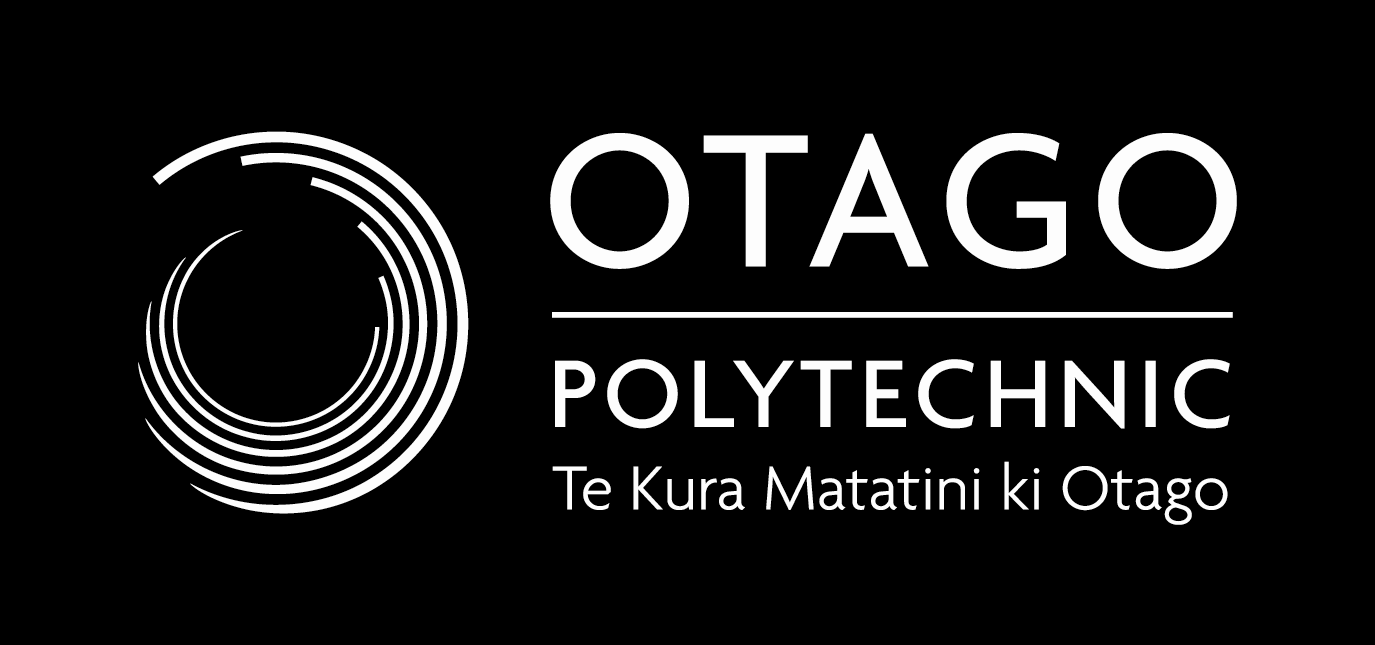 OTAGO
POLYTECHNIC
Te Kura Matatini ki Otago